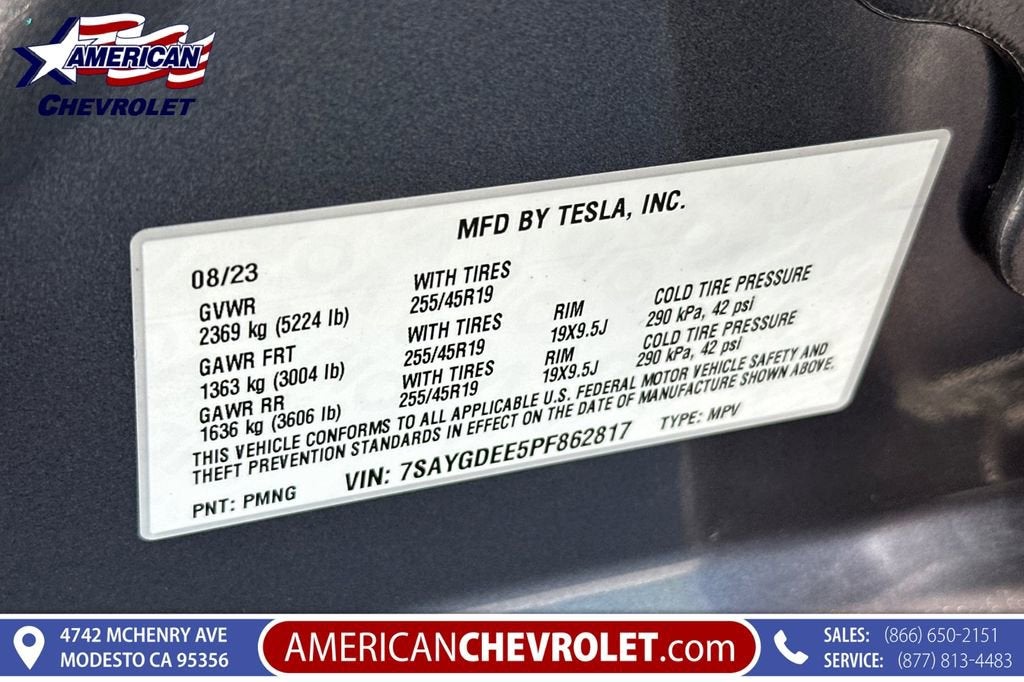 AMERICAN
CHEVROLET
MFD BY TESLA, INC.
08/23
GVWR WITH TIRES
2369 kg (5224 lb) 255/45R19 RIM COLD TIRE PRESSURE
GAWR FRT WITH TIRES 19X9.5J 290 kPa, 42 psi
1363 kg (3004 lb) 255/45R19 RIM COLD TIRE PRESSURE
GAWR RR WITH TIRES 19X9.5J 290 kPa, 42 psi
1636 kg (3606 lb) 255/45R19
THIS VEHICLE CONFORMS TO ALL APPLICABLE U.S. FEDERAL MOTOR VEHICLE SAFETY AND
THEFT PREVENTION STANDARDS IN EFFECT ON THE DATE OF MANUFACTURE SHOWN ABOVE.
PNT: PMNG VIN: 7SAYGDEE5PF862817 TYPE: MPV
4742 MCHENRY AVE
MODESTO CA 95356
AMERICANCHEVROLET.com
SALES: (866) 650-2151
SERVICE: (877) 813-4483